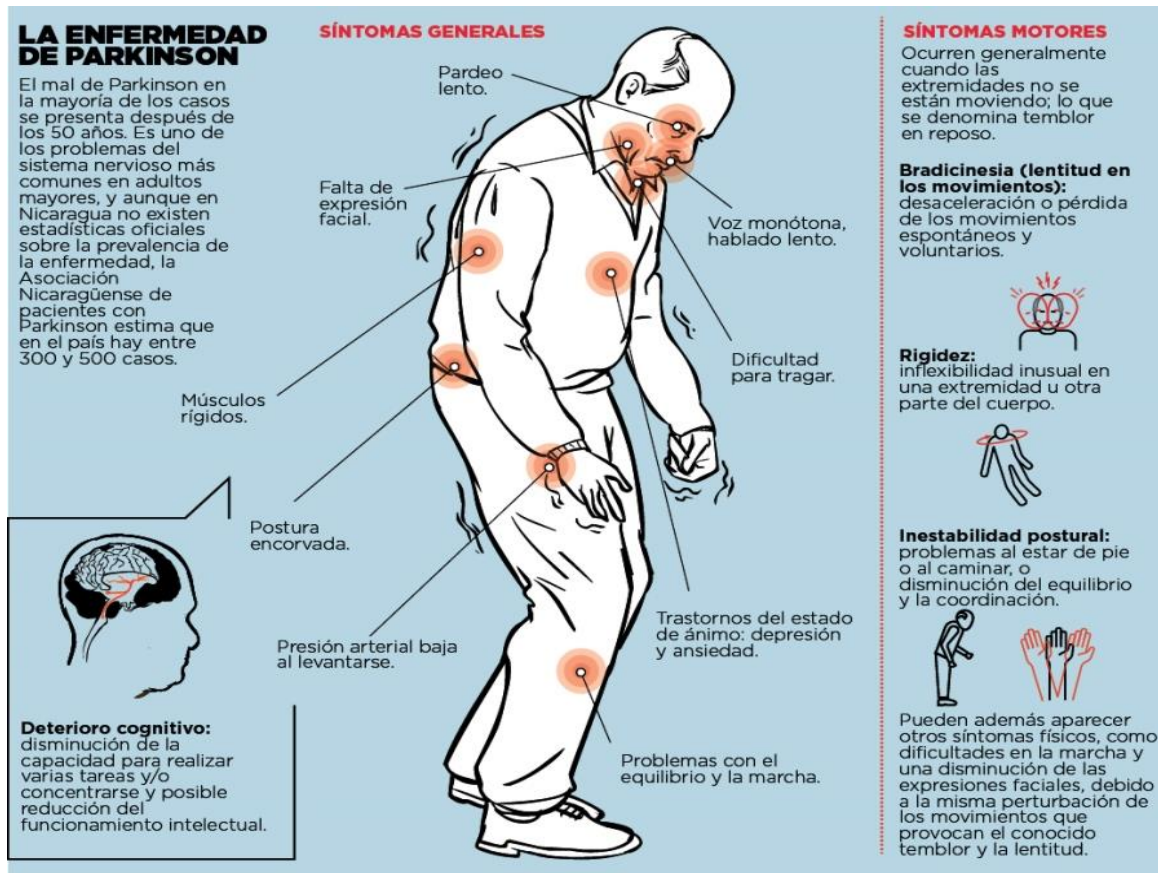 LA ENFERMEDAD
DE PARKINSON
El mal de Parkinson en
la mayoría de los casos
se presenta después de
los 50 años. Es uno de
los problemas del
sistema nervioso más
comunes en adultos
mayores, y aunque en
Nicaragua no existen
estadísticas oficiales
sobre la prevalencia de
la enfermedad, la
Asociación
Nicaragüense de
pacientes con
Parkinson estima que
en el país hay entre
300 y 500 casos.
SÍNTOMAS GENERALES
Pardeo
lento.
Falta de
expresión
facial.
Voz monótona,
hablado lento.
Dificultad
para tragar.
Músculos
rígidos.
Postura
encorvada.
Presión arterial baja
al levantarse.
Trastornos del estado
de ánimo: depresión
y ansiedad.
Problemas con el
equilibrio y la marcha.
Deterioro cognitivo:
disminución de la
capacidad para realizar
varias tareas y/o
concentrarse y posible
reducción del
funcionamiento intelectual.
SÍNTOMAS MOTORES
Ocurren generalmente
cuando las
extremidades no se
están moviendo; lo que
se denomina temblor
en reposo.
Bradicinesia (lentitud en
los movimientos):
desaceleración o pérdida
de los movimientos
espontáneos y
voluntarios.
Rigidez:
inflexibilidad inusual en
una extremidad u otra
parte del cuerpo.
Inestabilidad postural:
problemas al estar de pie
o al caminar, o
disminución del equilibrio
y la coordinación.
Pueden además aparecer
otros síntomas físicos, como
dificultades en la marcha y
una disminución de las
expresiones faciales, debido
a la misma perturbación de
los movimientos que
provocan el conocido
temblor y la lentitud.